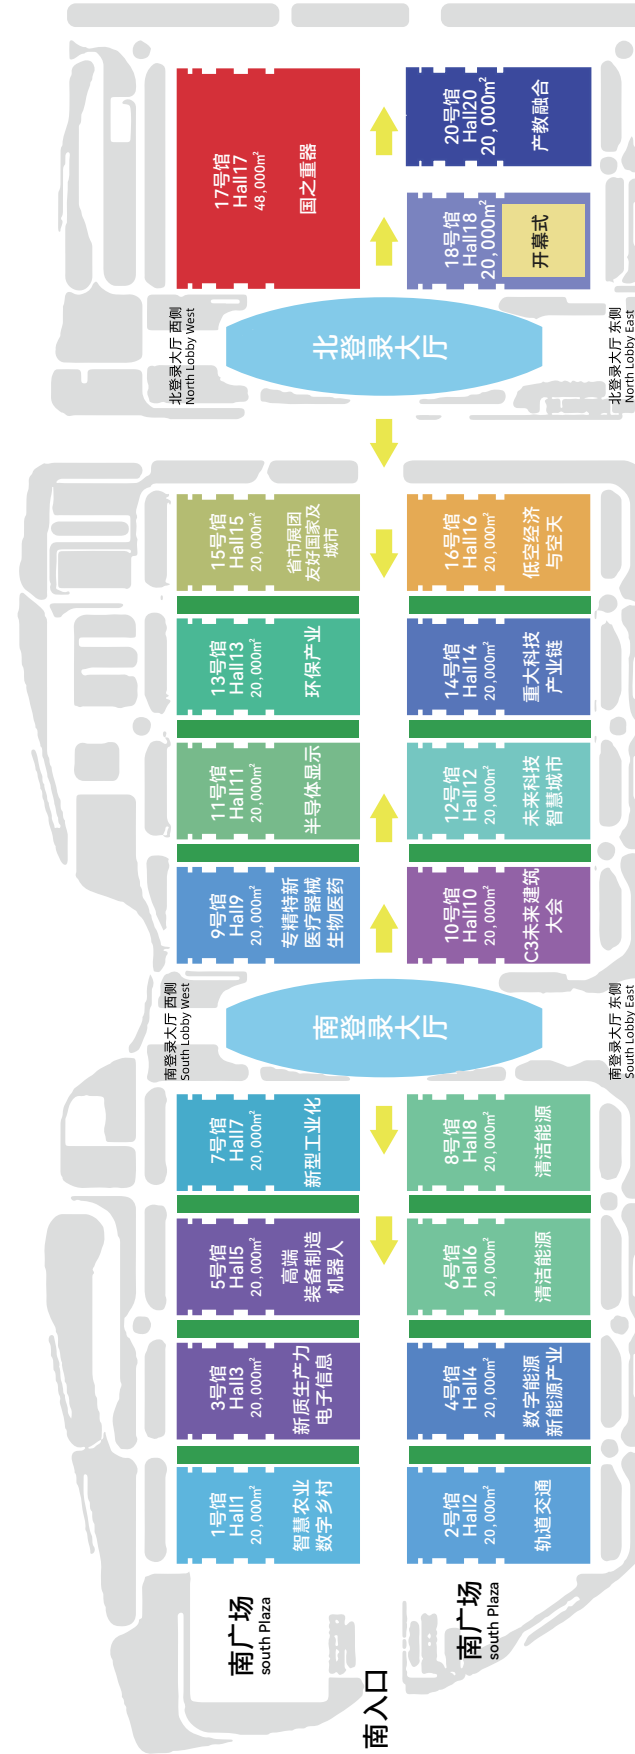 17号馆
Hall17
48,000m²
国之重器
20号馆
Hall20
20,000m²
产教融合
18号馆
Hall18
20,000m²
开幕式
北登录大厅 西侧
North Lobby West
北登录大厅
北登录大厅 东侧
North Lobby East
15号馆
Hall15
20,000m²
省市展团
友好国家及
城市
16号馆
Hall16
20,000m²
低空经济
与空天
13号馆
Hall13
20,000m²
环保产业
14号馆
Hall14
20,000m²
重大科技
产业链
11号馆
Hall11
20,000m²
半导体显示
12号馆
Hall12
20,000m²
未来科技
智慧城市
9号馆
Hall9
20,000m²
专精特新
医疗器械
生物医药
10号馆
Hall10
20,000m²
C3未来建筑
大会
南登录大厅 西侧
South Lobby West
南登录大厅
南登录大厅 东侧
South Lobby East
7号馆
Hall7
20,000m²
新型工业化
8号馆
Hall8
20,000m²
清洁能源
5号馆
Hall5
20,000m²
高端
装备制造
机器人
6号馆
Hall6
20,000m²
清洁能源
3号馆
Hall3
20,000m²
新质生产力
电子信息
4号馆
Hall4
20,000m²
数字能源
新能源产业
1号馆
Hall1
20,000m²
智慧农业
数字乡村
2号馆
Hall2
20,000m²
轨道交通
南广场
south Plaza
南广场
south Plaza
南入口